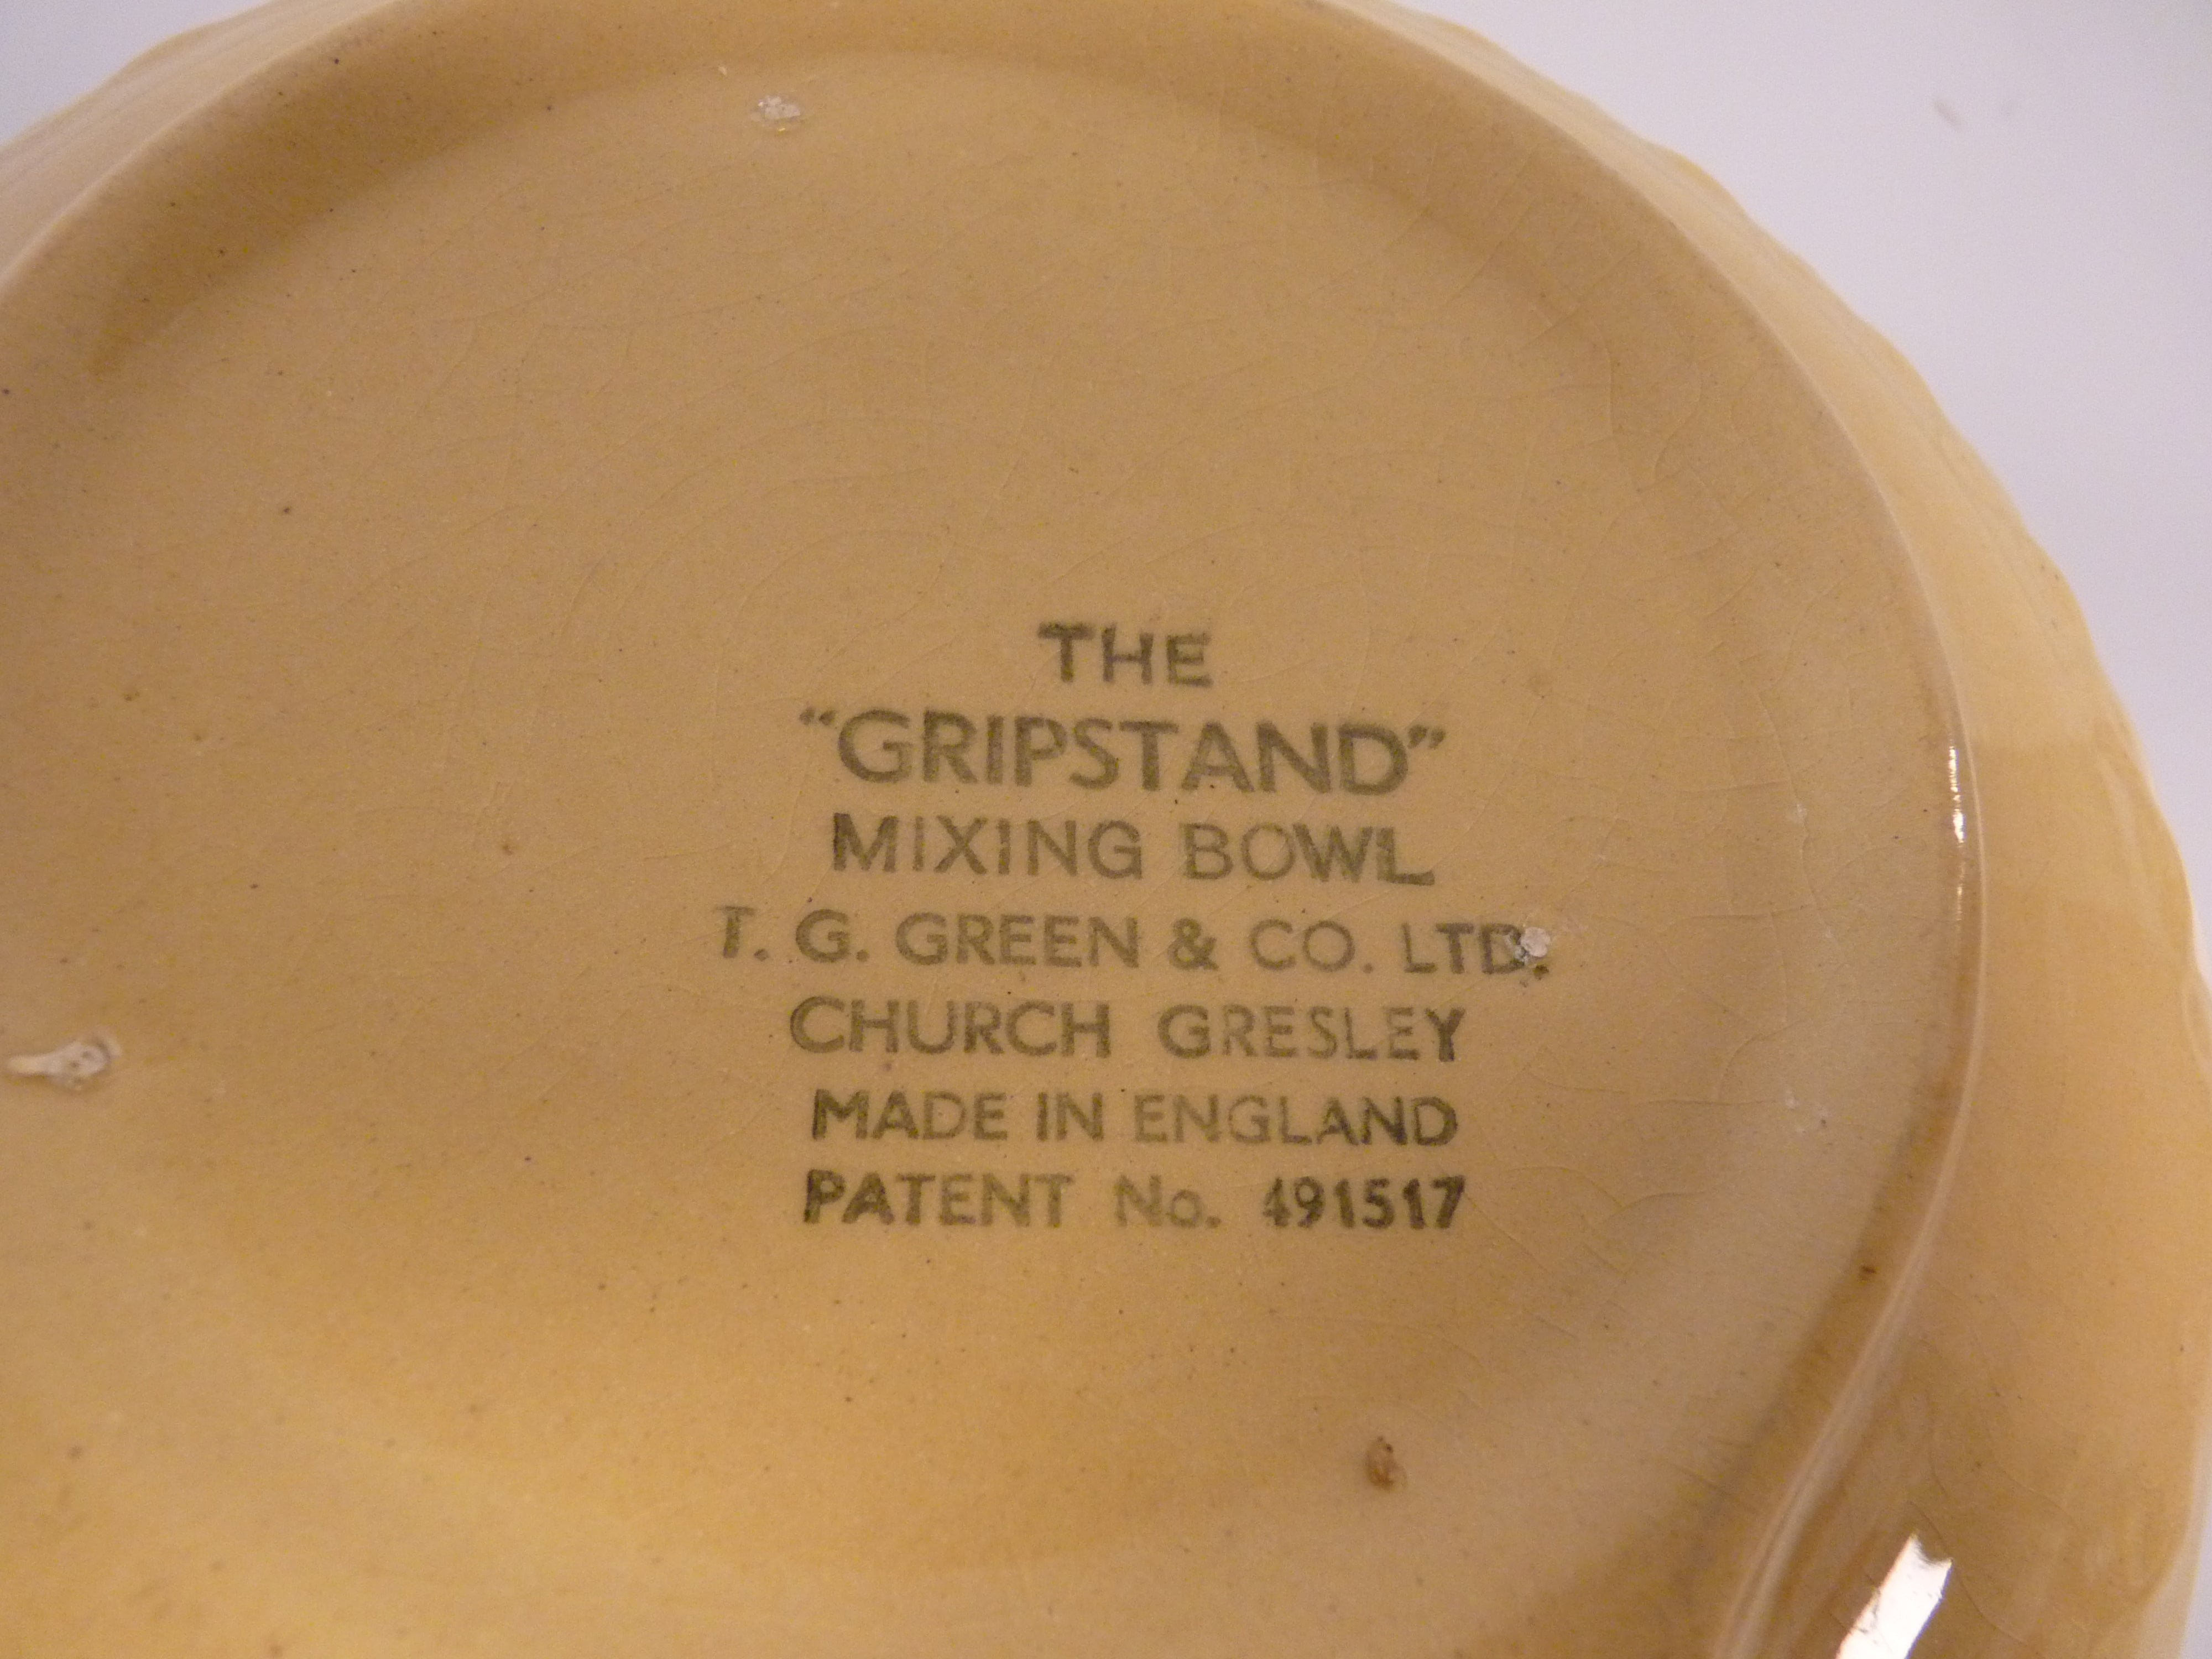 THE
“GRIPSTAND”
MIXING BOWL
T. G. GREEN & CO. LTD.
CHURCH GRESLEY
MADE IN ENGLAND
PATENT No. 491517